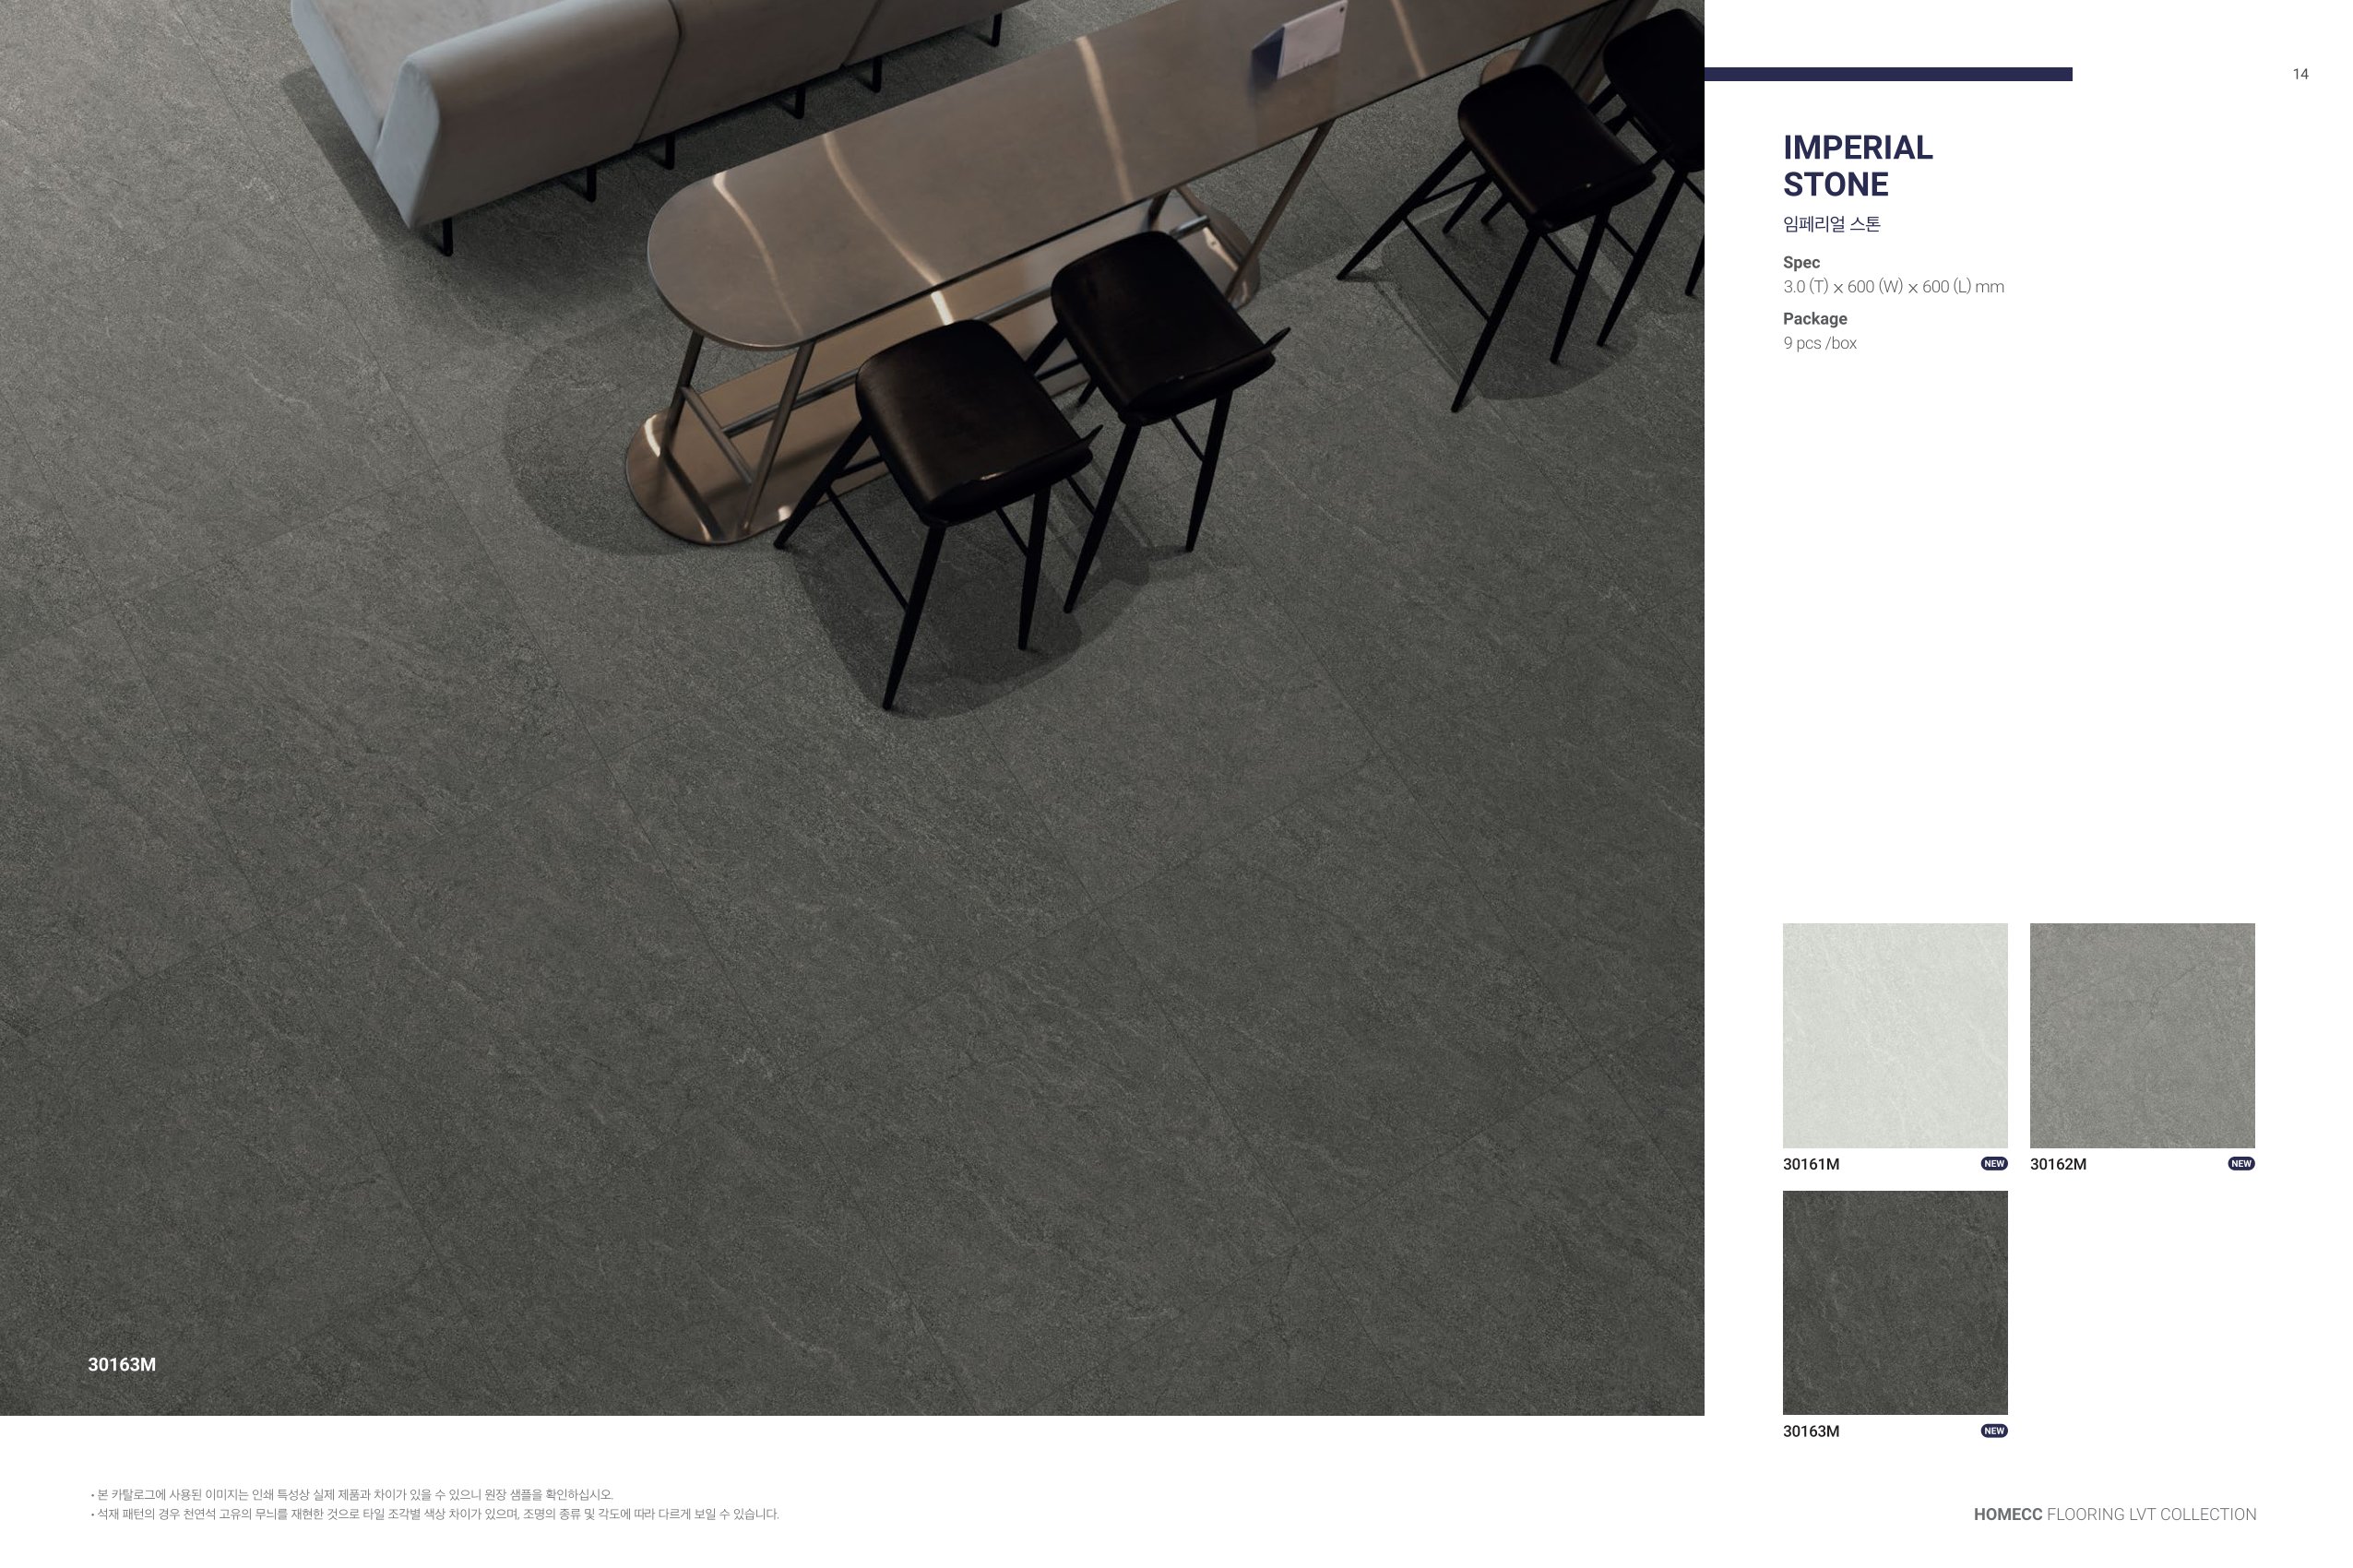 14
IMPERIAL
STONE
임페리얼 스톤
Spec
3.0 (T) x 600 (W) x 600 (L) mm
Package
9 pcs /box
30161M NEW
30162M NEW
30163M NEW
30163M
• 본 카탈로그에 사용된 이미지는 인쇄 특성상 실제 제품과 차이가 있을 수 있으니 원장 샘플을 확인하십시오.
• 석재 패턴의 경우 천연석 고유의 무늬를 재현한 것으로 타일 조각별 색상 차이가 있으며, 조명의 종류 및 각도에 따라 다르게 보일 수 있습니다.
HOMECC FLOORING LVT COLLECTION